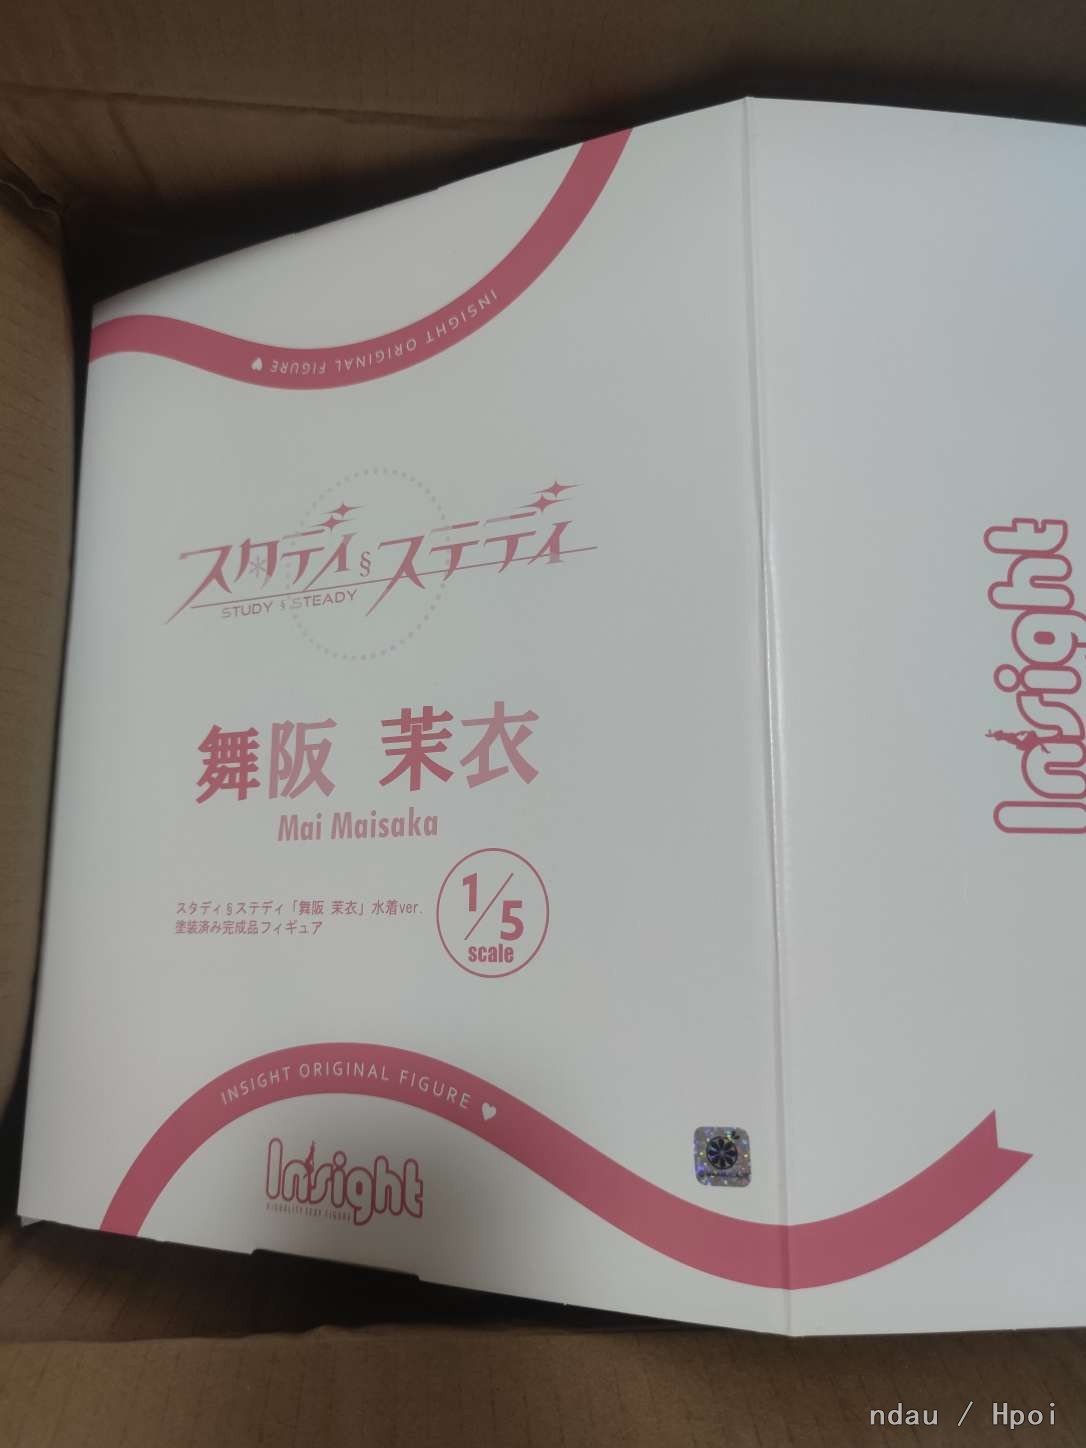 INSIGHT ORIGINAL FIGURE
スタディ§ステディ
STUDY § STEADY
舞阪 茉衣
Mai Maisaka
スタディ§ステディ「舞阪 茉衣」水着ver.
塗装済み完成品フィギュア
1/5
scale
INSIGHT ORIGINAL FIGURE
Insight
Insight
ndau / Hpoi